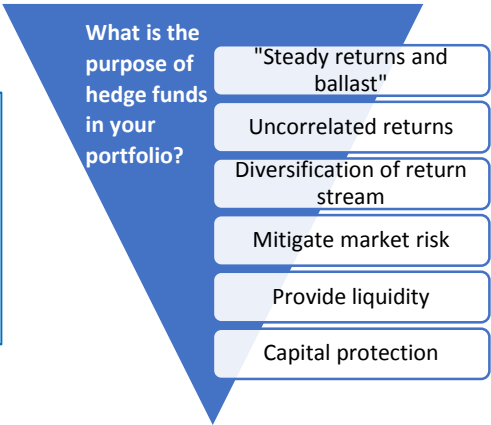 What is the
purpose of
hedge funds
in your
portfolio?
"Steady returns and
ballast"
Uncorrelated returns
Diversification of return
stream
Mitigate market risk
Provide liquidity
Capital protection